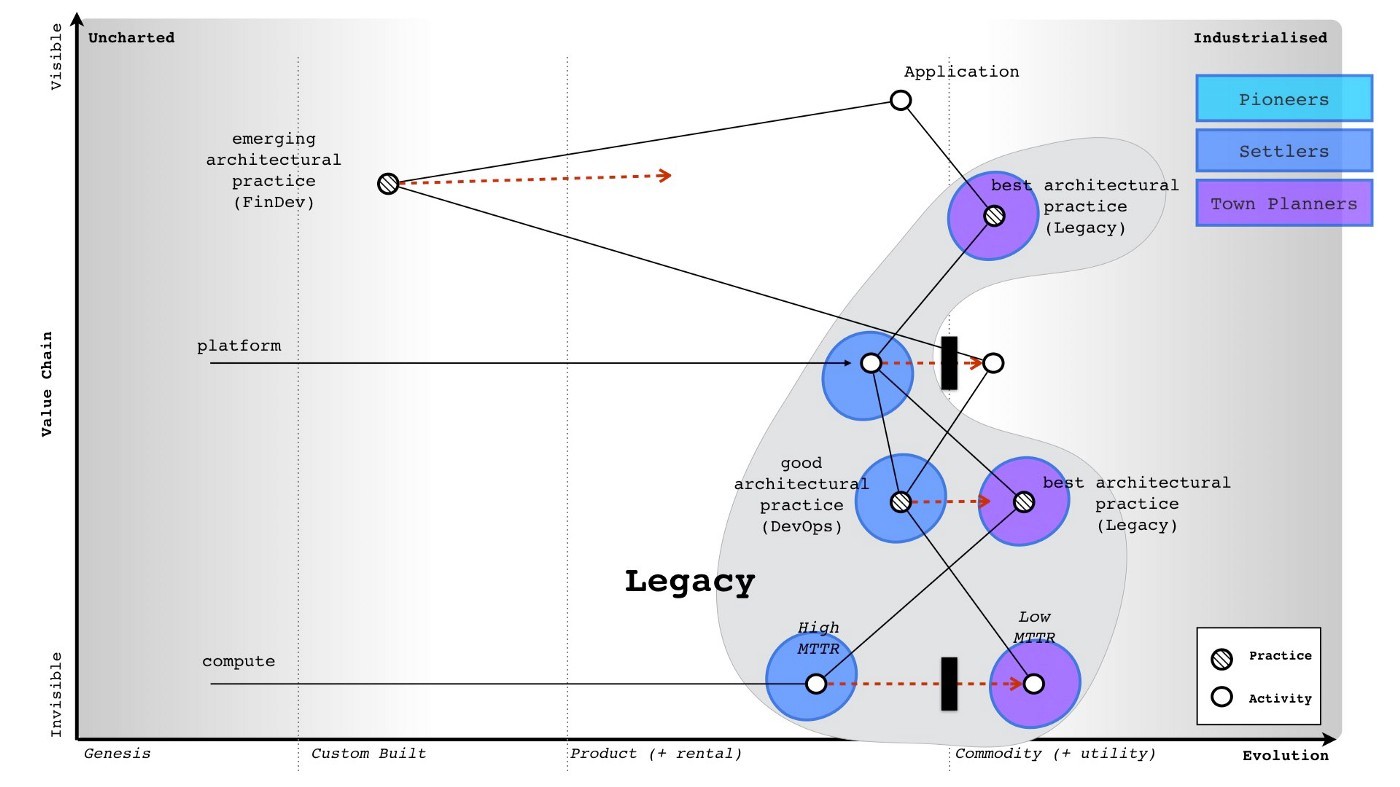 Visible
Uncharted
Industrialised
Application
Pioneers
emerging
architectural
practice
(FinDev)
Settlers
best architectural
practice
(Legacy)
Town Planners
platform
Value Chain
good
architectural
practice
(DevOps)
best architectural
practice
(Legacy)
Legacy
High
MTTR
Low
MTTR
compute
Practice
Activity
Invisible
Genesis
Custom Built
Product (+ rental)
Commodity (+ utility)
Evolution